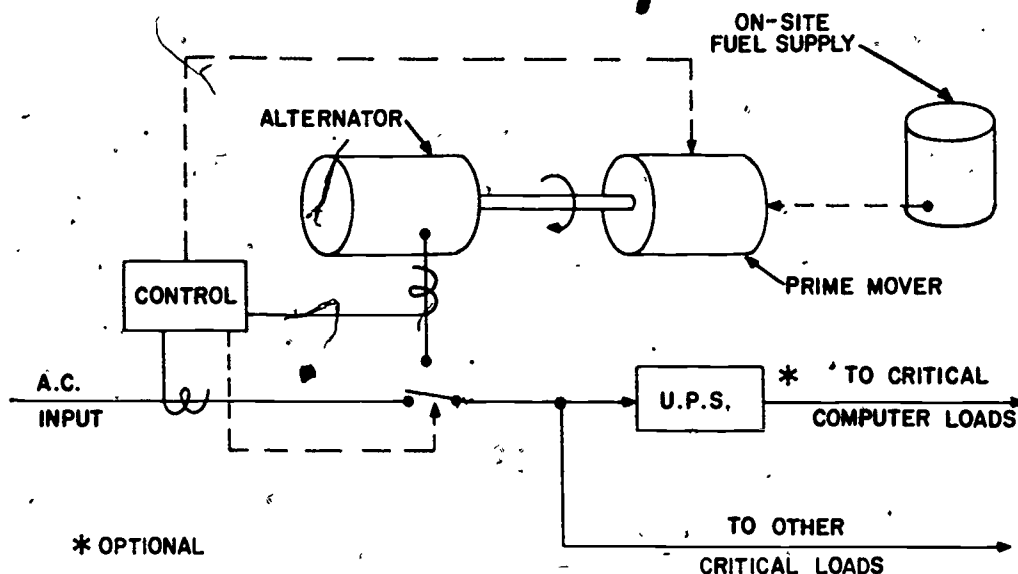 ON-SITE
FUEL SUPPLY
ALTERNATOR
PRIME MOVER
CONTROL
A.C.
INPUT
U.P.S.
* TO CRITICAL
COMPUTER LOADS
TO OTHER
CRITICAL LOADS
* OPTIONAL